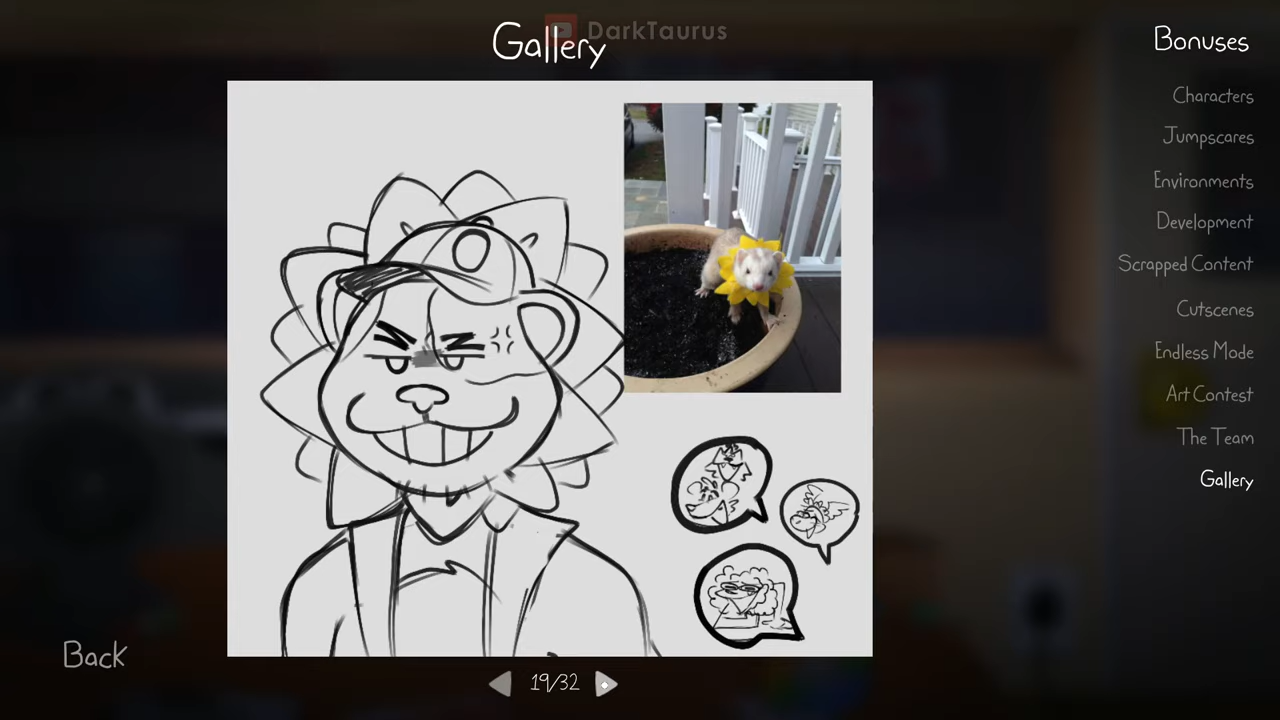 DarkTaurus
Gallery
Bonuses
Characters
Jumpscares
Environments
Development
Scrapped Content
Cutscenes
Endless Mode
Art Contest
The Team
Gallery
Back
19/32